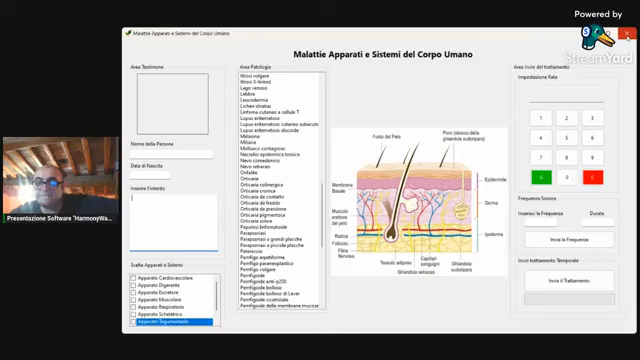 Powered by
StreamYard
Malattie Apparati e Sistemi del Corpo Umano
Malattie Apparati e Sistemi del Corpo Umano
Area Testimone
Nome della Persona
Data di Nascita
Inserire l'Intento
Scelta Apparati e Sistemi
Apparato Cardiovascolare
Apparato Digerente
Apparato Escretore
Apparato Muscolare
Apparato Respiratorio
Apparato Scheletrico
Apparato Tegumentario
Area Patologia
Ittiosi volgare
Ittiosi X-linked
Lago venoso
Lebbra
Leucodermia
Lichen striatus
Linfoma cutaneo a cellule T
Lupus eritematoso
Lupus eritematoso cutaneo subacuto
Lupus eritematoso discoide
Melasma
Miliaria
Mollusco contagioso
Necrolisi epidermica tossica
Nevo comedonico
Nevo sebaceo
Onfalite
Orticaria
Orticaria colinergica
Orticaria cronica
Orticaria da contatto
Orticaria da freddo
Orticaria da pressione
Orticaria pigmentosa
Orticaria solare
Papulosi linfomatoide
Parapsoriasi
Parapsoriasi a grandi placche
Parapsoriasi a piccole placche
Patereccio
Pemfigo eritematoso
Pemfigo paraneoplastico
Pemfigo volgare
Pemfigoide
Pemfigoide anti-p200
Pemfigoide bolloso
Pemfigoide bolloso di Lever
Pemfigoide cicatriziale
Pemfigoide delle membrane mucose
Fusto del Pelo
Poro (sbocco della
ghiandola sudoripara)
Membrana
Basale
Muscolo
erettore del
pelo
Radice
Follicolo
Fibra
Nervosa
Tessuto adiposo
Ghiandola sebacea
Capillari
sanguigni
Ghiandola
sudoripara
Epidermide
Derma
Ipoderma
Area Invio del trattamento
Impostazione Rate
1 2 3
4 5 6
7 8 9
0 C
Frequenza Sonora
Inserisci la Frequenza
Durata
Invia la Frequenza
Invio trattamento Temporale
Invia il Trattamento
Presentazione Software "HarmonyWa